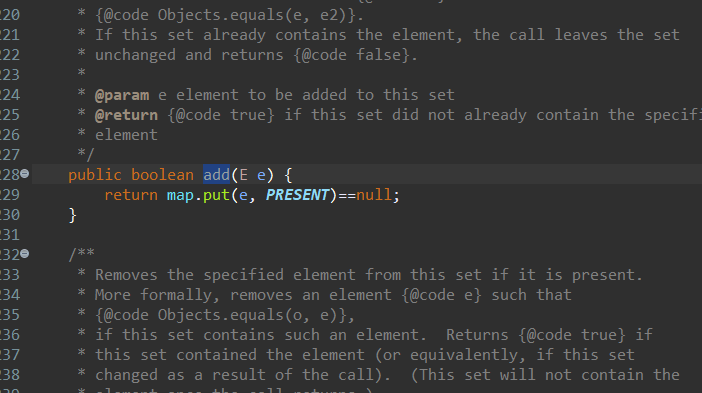 220 * {@code Objects.equals(e, e2)}.
221 * If this set already contains the element, the call leaves the set
222 * unchanged and returns {@code false}.
223 *
224 * @param e element to be added to this set
225 * @return {@code true} if this set did not already contain the specifi
226 * element
227 */
228 public boolean add(E e) {
229 return map.put(e, PRESENT)==null;
230 }
231
232 /**
233 * Removes the specified element from this set if it is present.
234 * More formally, removes an element {@code e} such that
235 * {@code Objects.equals(o, e)},
236 * if this set contains such an element.  Returns {@code true} if
237 * this set contained the element (or equivalently, if this set
238 * changed as a result of the call).  (This set will not contain the
239 * element once the call returns.)